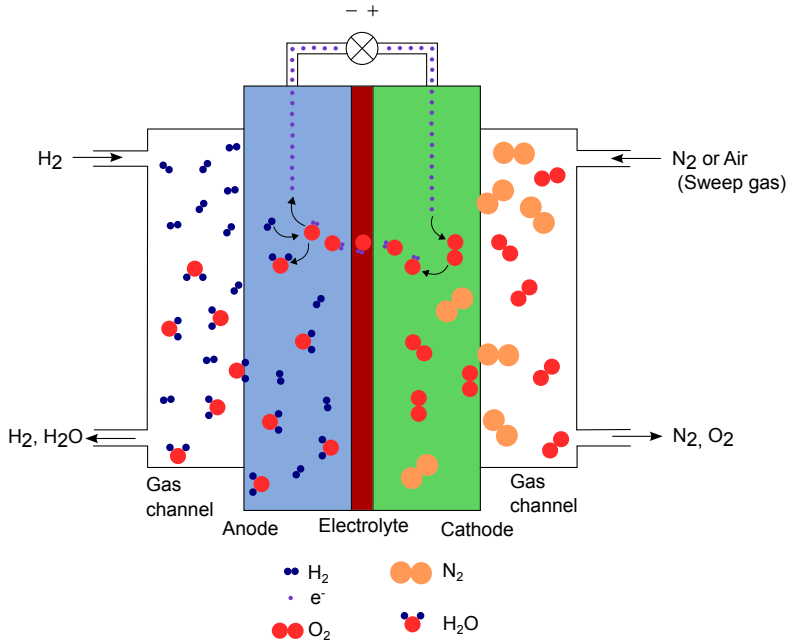 − +
H₂
N₂ or Air
(Sweep gas)
H₂, H₂O
N₂, O₂
Gas
channel
Gas
channel
Anode
Electrolyte
Cathode
H₂
N₂
e⁻
O₂
H₂O